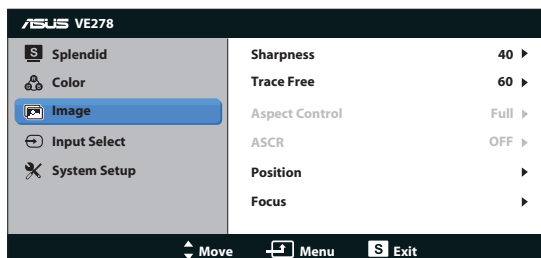 ASUS VE278
S Splendid
Color
Image
Input Select
System Setup
Sharpness 40
Trace Free 60
Aspect Control Full
ASCR OFF
Position
Focus
Move Menu S Exit